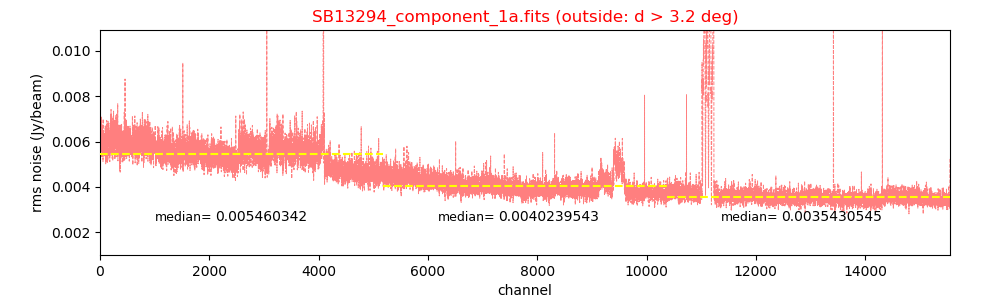 SB13294_component_1a.fits (outside: d > 3.2 deg)
rms noise (Jy/beam)
0.010
0.008
0.006
0.004
0.002
median= 0.005460342 median= 0.0040239543 median= 0.0035430545
0 2000 4000 6000 8000 10000 12000 14000
channel